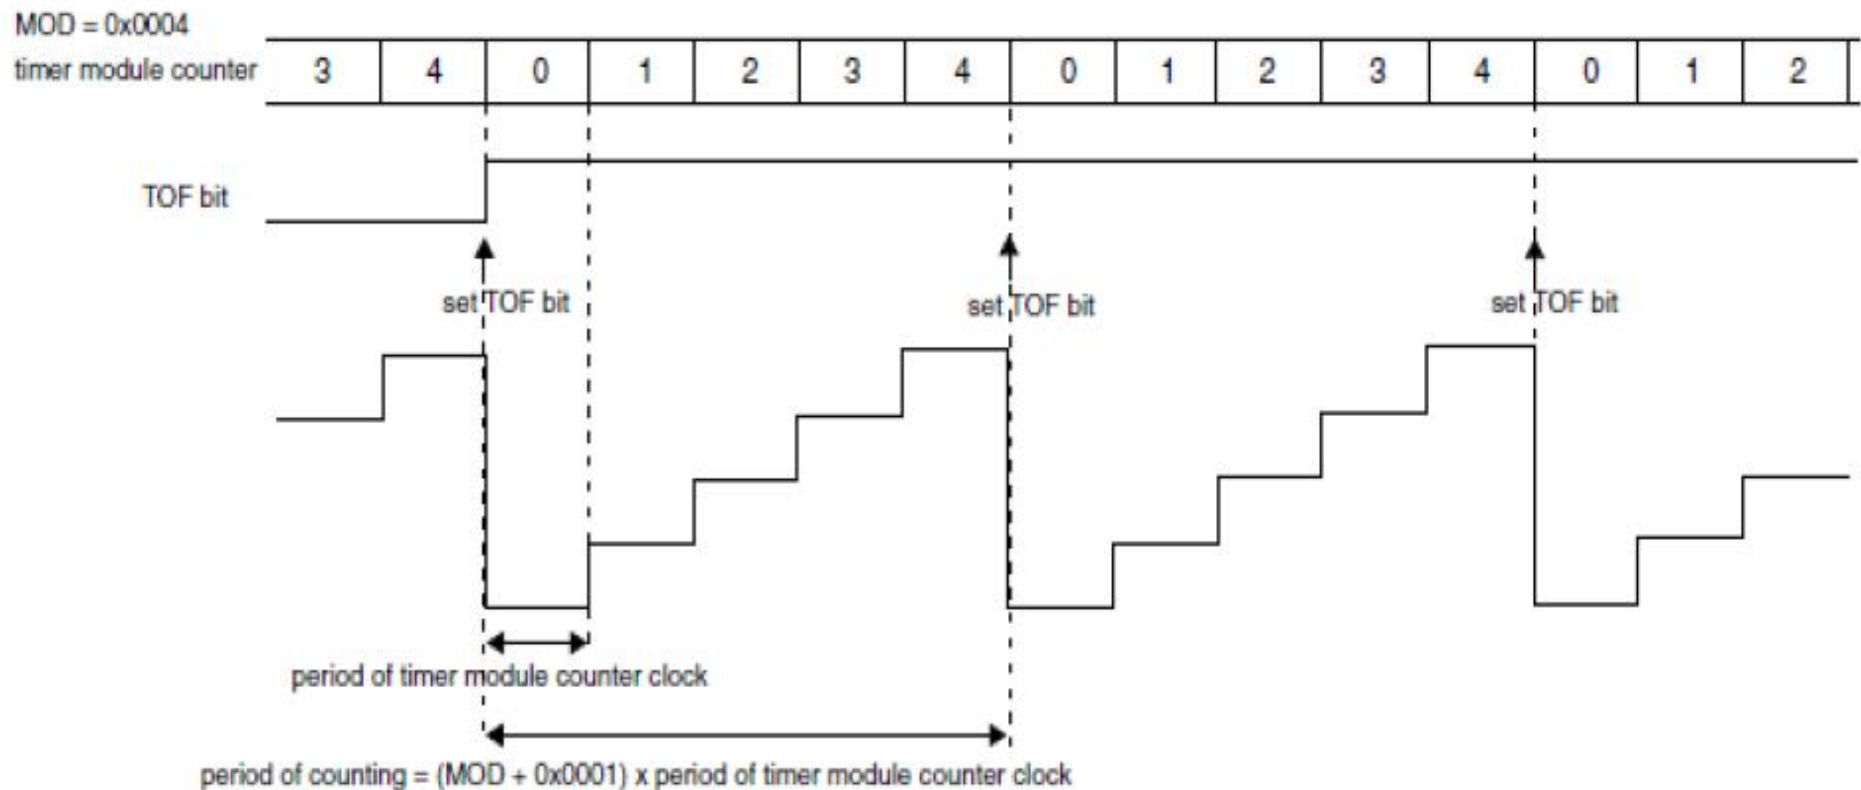 MOD = 0x0004
timer module counter 3 4 0 1 2 3 4 0 1 2 3 4 0 1 2
TOF bit
set TOF bit set TOF bit set TOF bit
period of timer module counter clock
period of counting = (MOD + 0x0001) x period of timer module counter clock